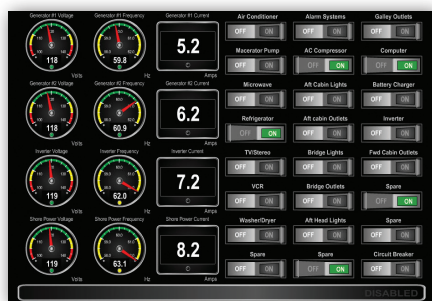 Generator #1 Voltage Generator #1 Frequency Generator #1 Current Air Conditioner Alarm Systems Galley Outlets
118 59.8 5.2 OFF ON OFF ON OFF ON
Volts Hz Amps
Macerator Pump AC Compressor Computer
OFF ON OFF ON OFF ON
Generator #2 Voltage Generator #2 Frequency Generator #2 Current Microwave Aft Cabin Lights Battery Charger
118 60.9 6.2 OFF ON OFF ON OFF ON
Volts Hz Amps
Refrigerator Aft cabin Outlets Inverter
OFF ON OFF ON OFF ON
Inverter Voltage Inverter Frequency Inverter Current TV/Stereo Bridge Lights Fwd Cabin Outlets
119 62.0 7.2 OFF ON OFF ON OFF ON
Volts Hz Amps
VCR Bridge Outlets Spare
OFF ON OFF ON OFF ON
Shore Power Voltage Shore Power Frequency Shore Power Current Washer/Dryer Aft Head Lights Spare
119 63.1 8.2 OFF ON OFF ON OFF ON
Volts Hz Amps
Spare Spare Circuit Breaker
OFF ON OFF ON OFF ON
DISABLED